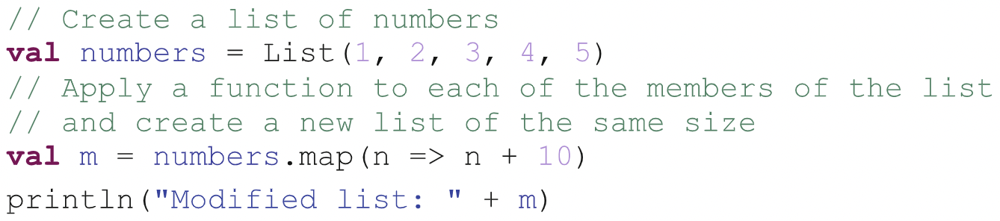 // Create a list of numbers
val numbers = List(1, 2, 3, 4, 5)
// Apply a function to each of the members of the list
// and create a new list of the same size
val m = numbers.map(n => n + 10)
println("Modified list: " + m)